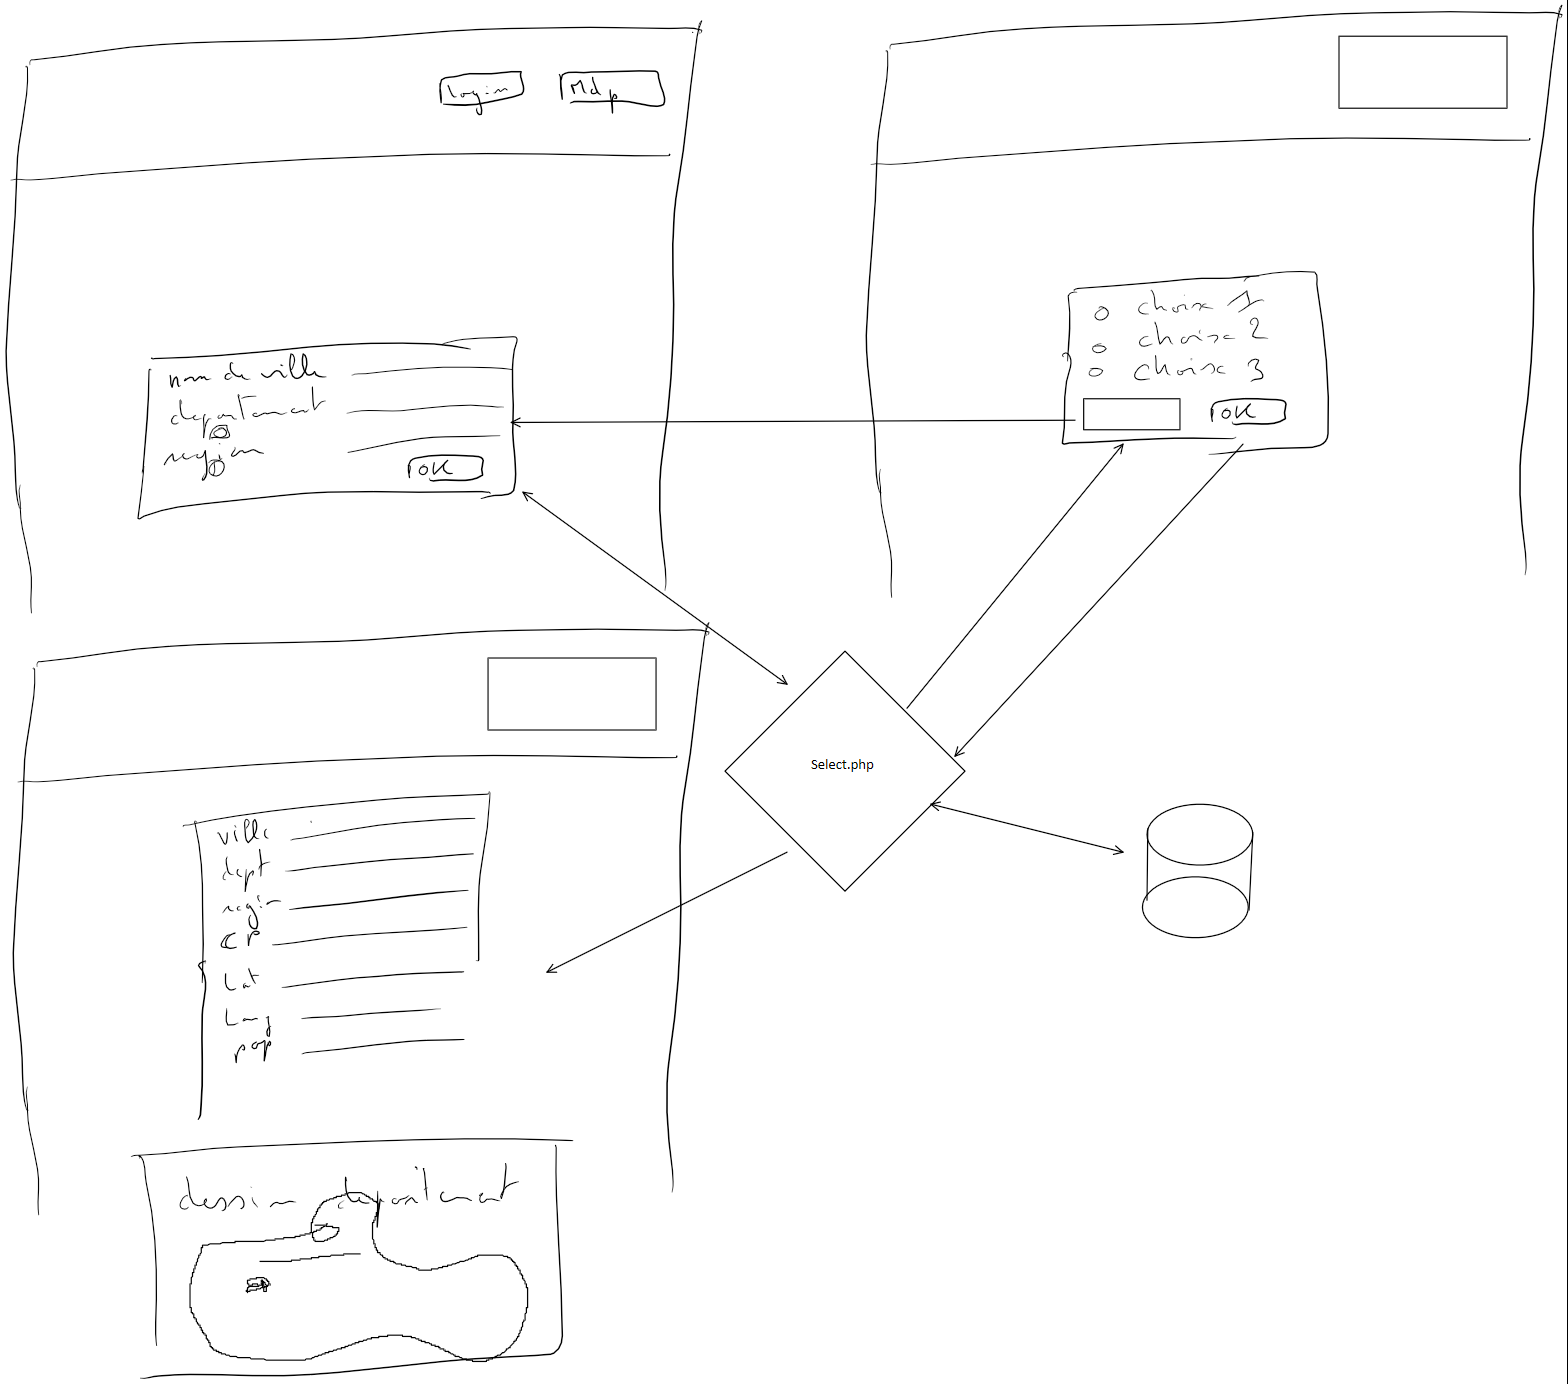 login
Mdp
nom de ville
departement
region
OK
choix 1
choix 2
choix 3
OK
Select.php
ville
dept
region
CP
Lat
Long
pop
dessin departement